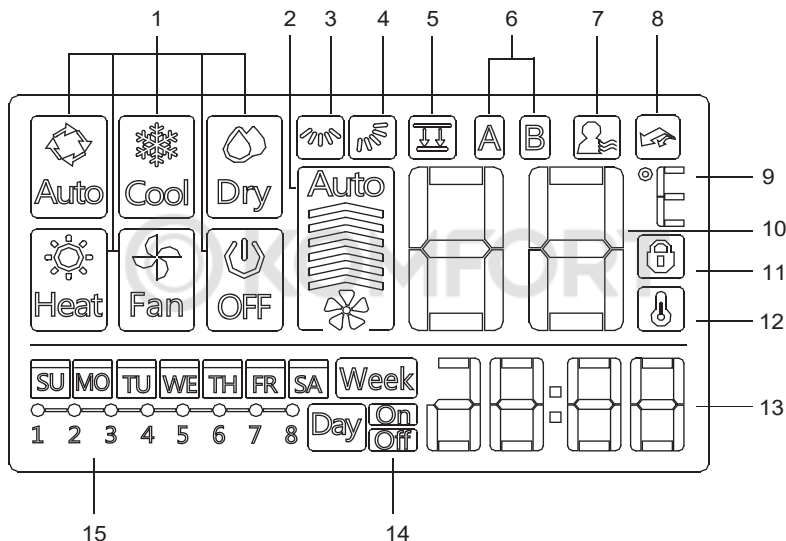 1 2 3 4 5 6 7 8
Auto Cool Dry Auto A B
9
10
© KOMFORT
Heat Fan OFF
11
12
SU MO TU WE TH FR SA Week
1 2 3 4 5 6 7 8 Day On
Off
88:88
13
15 14